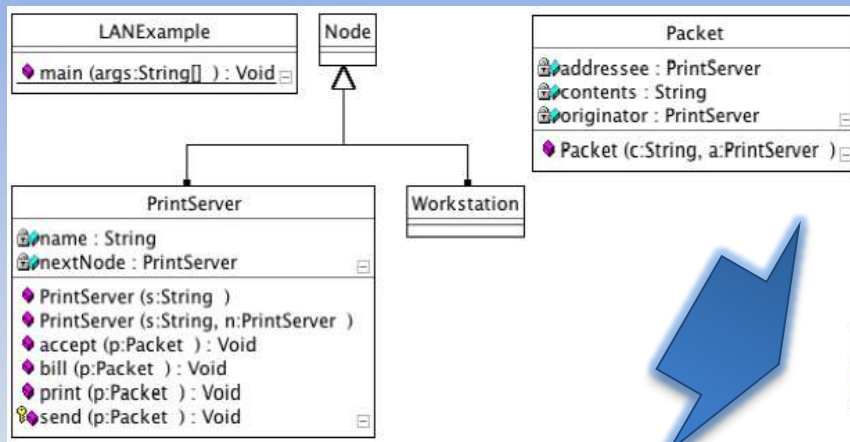 LANExample
main (args:String[] ) : Void
Node
Packet
addressee : PrintServer
contents : String
originator : PrintServer
Packet (c:String, a:PrintServer )
PrintServer
name : String
nextNode : PrintServer
PrintServer (s:String )
PrintServer (s:String, n:PrintServer )
accept (p:Packet ) : Void
bill (p:Packet ) : Void
print (p:Packet ) : Void
send (p:Packet ) : Void
Workstation